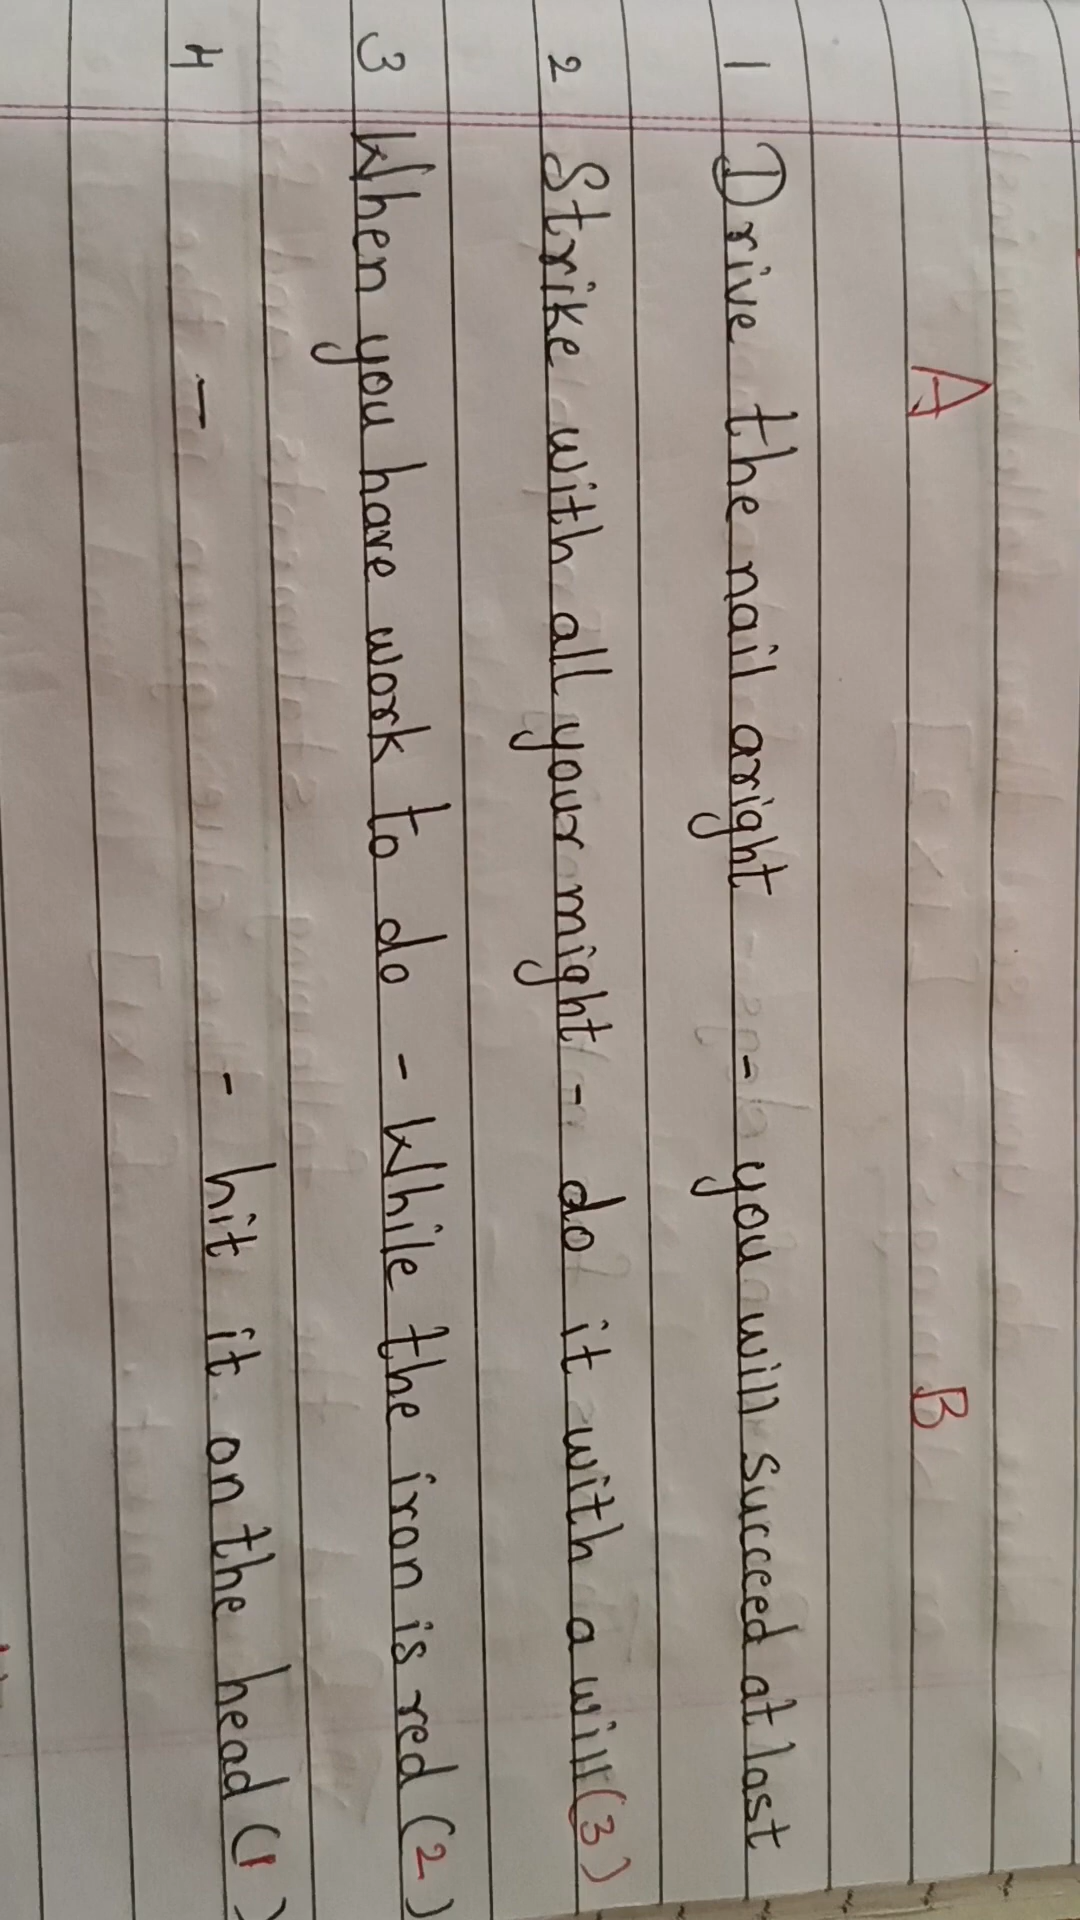 A B
1 Drive the nail aright - you will succeed at last
2 Strike with all your might - do it with a will (3)
3 When you have work to do - While the iron is red (2)
4 - - hit it on the head (1)